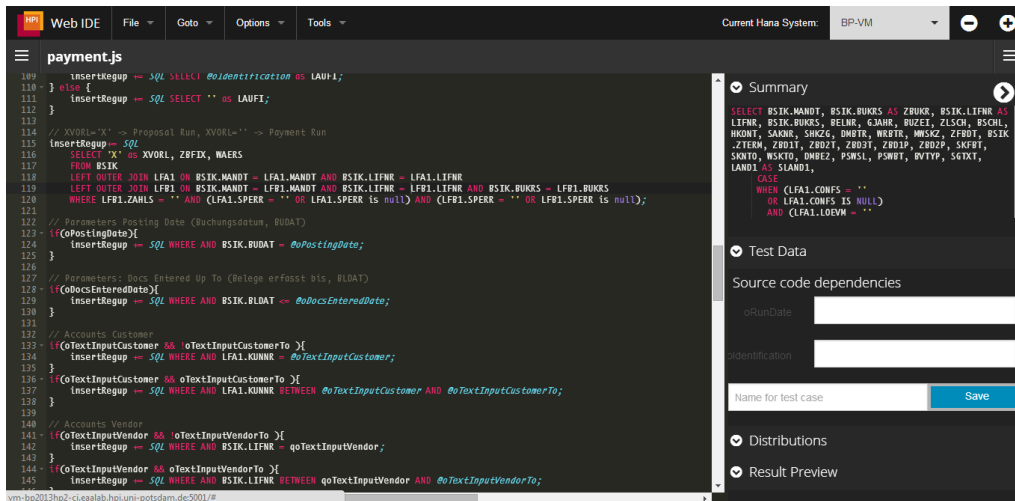 HPI Web IDE File Goto Options Tools Current Hana System: BP-VM
payment.js
109 insertRegup += SQL SELECT @oIdentification as LAUFI;
110 } else {
111 insertRegup += SQL SELECT '' as LAUFI;
112 }
113
114 // XVORL='X' -> Proposal Run, XVORL='' -> Payment Run
115 insertRegup+= SQL
116 SELECT 'X' as XVORL, ZBFIX, WAERS
117 FROM BSIK
118 LEFT OUTER JOIN LFA1 ON BSIK.MANDT = LFA1.MANDT AND BSIK.LIFNR = LFA1.LIFNR
119 LEFT OUTER JOIN LFB1 ON BSIK.MANDT = LFB1.MANDT AND BSIK.LIFNR = LFB1.LIFNR AND BSIK.BUKRS = LFB1.BUKRS
120 WHERE LFB1.ZAHLS = '' AND (LFA1.SPERR = '' OR LFA1.SPERR is null) AND (LFB1.SPERR = '' OR LFB1.SPERR is null);
121
122 // Parameters Posting Date (Buchungsdatum, BUDAT)
123 if(oPostingDate){
124 insertRegup += SQL WHERE AND BSIK.BUDAT = @oPostingDate;
125 }
126
127 // Parameters: Docs Entered Up To (Belege erfasst bis, BLDAT)
128 if(oDocsEnteredDate){
129 insertRegup += SQL WHERE AND BSIK.BLDAT <= @oDocsEnteredDate;
130 }
131
132 // Accounts Customer
133 if(oTextInputCustomer && !oTextInputCustomerTo ){
134 insertRegup += SQL WHERE AND LFA1.KUNNR = @oTextInputCustomer;
135 }
136 if(oTextInputCustomer && oTextInputCustomerTo ){
137 insertRegup += SQL WHERE AND LFA1.KUNNR BETWEEN @oTextInputCustomer AND @oTextInputCustomerTo;
138 }
139
140 // Accounts Vendor
141 if(oTextInputVendor && !oTextInputVendorTo ){
142 insertRegup += SQL WHERE AND BSIK.LIFNR = qoTextInputVendor;
143 }
144 if(oTextInputVendor && oTextInputVendorTo ){
145 insertRegup += SQL WHERE AND BSIK.LIFNR BETWEEN qoTextInputVendor AND @oTextInputVendorTo;
vm-bp2013hp2-ci.eaalab.hpi.uni-potsdam.de:5001/#
Summary
SELECT BSIK.MANDT, BSIK.BUKRS AS ZBUKR, BSIK.LIFNR AS
LIFNR, BSIK.BUKRS, BELNR, GJAHR, BUZEI, ZLSCH, BSCHL,
HKONT, SAKNR, SHKZG, DMBTR, WRBTR, MWSKZ, ZFBDT, BSIK
.ZTERM, ZBD1T, ZBD2T, ZBD3T, ZBD1P, ZBD2P, SKFBT,
SKNTO, WSKTO, DMBE2, PSWSL, PSWBT, BVTYP, SGTXT,
LAND1 AS SLAND1,
CASE
WHEN (LFA1.CONFS = ''
OR LFA1.CONFS IS NULL)
AND (LFA1.LOEVM = ''
Test Data
Source code dependencies
oRunDate
oIdentification
Name for test case Save
Distributions
Result Preview